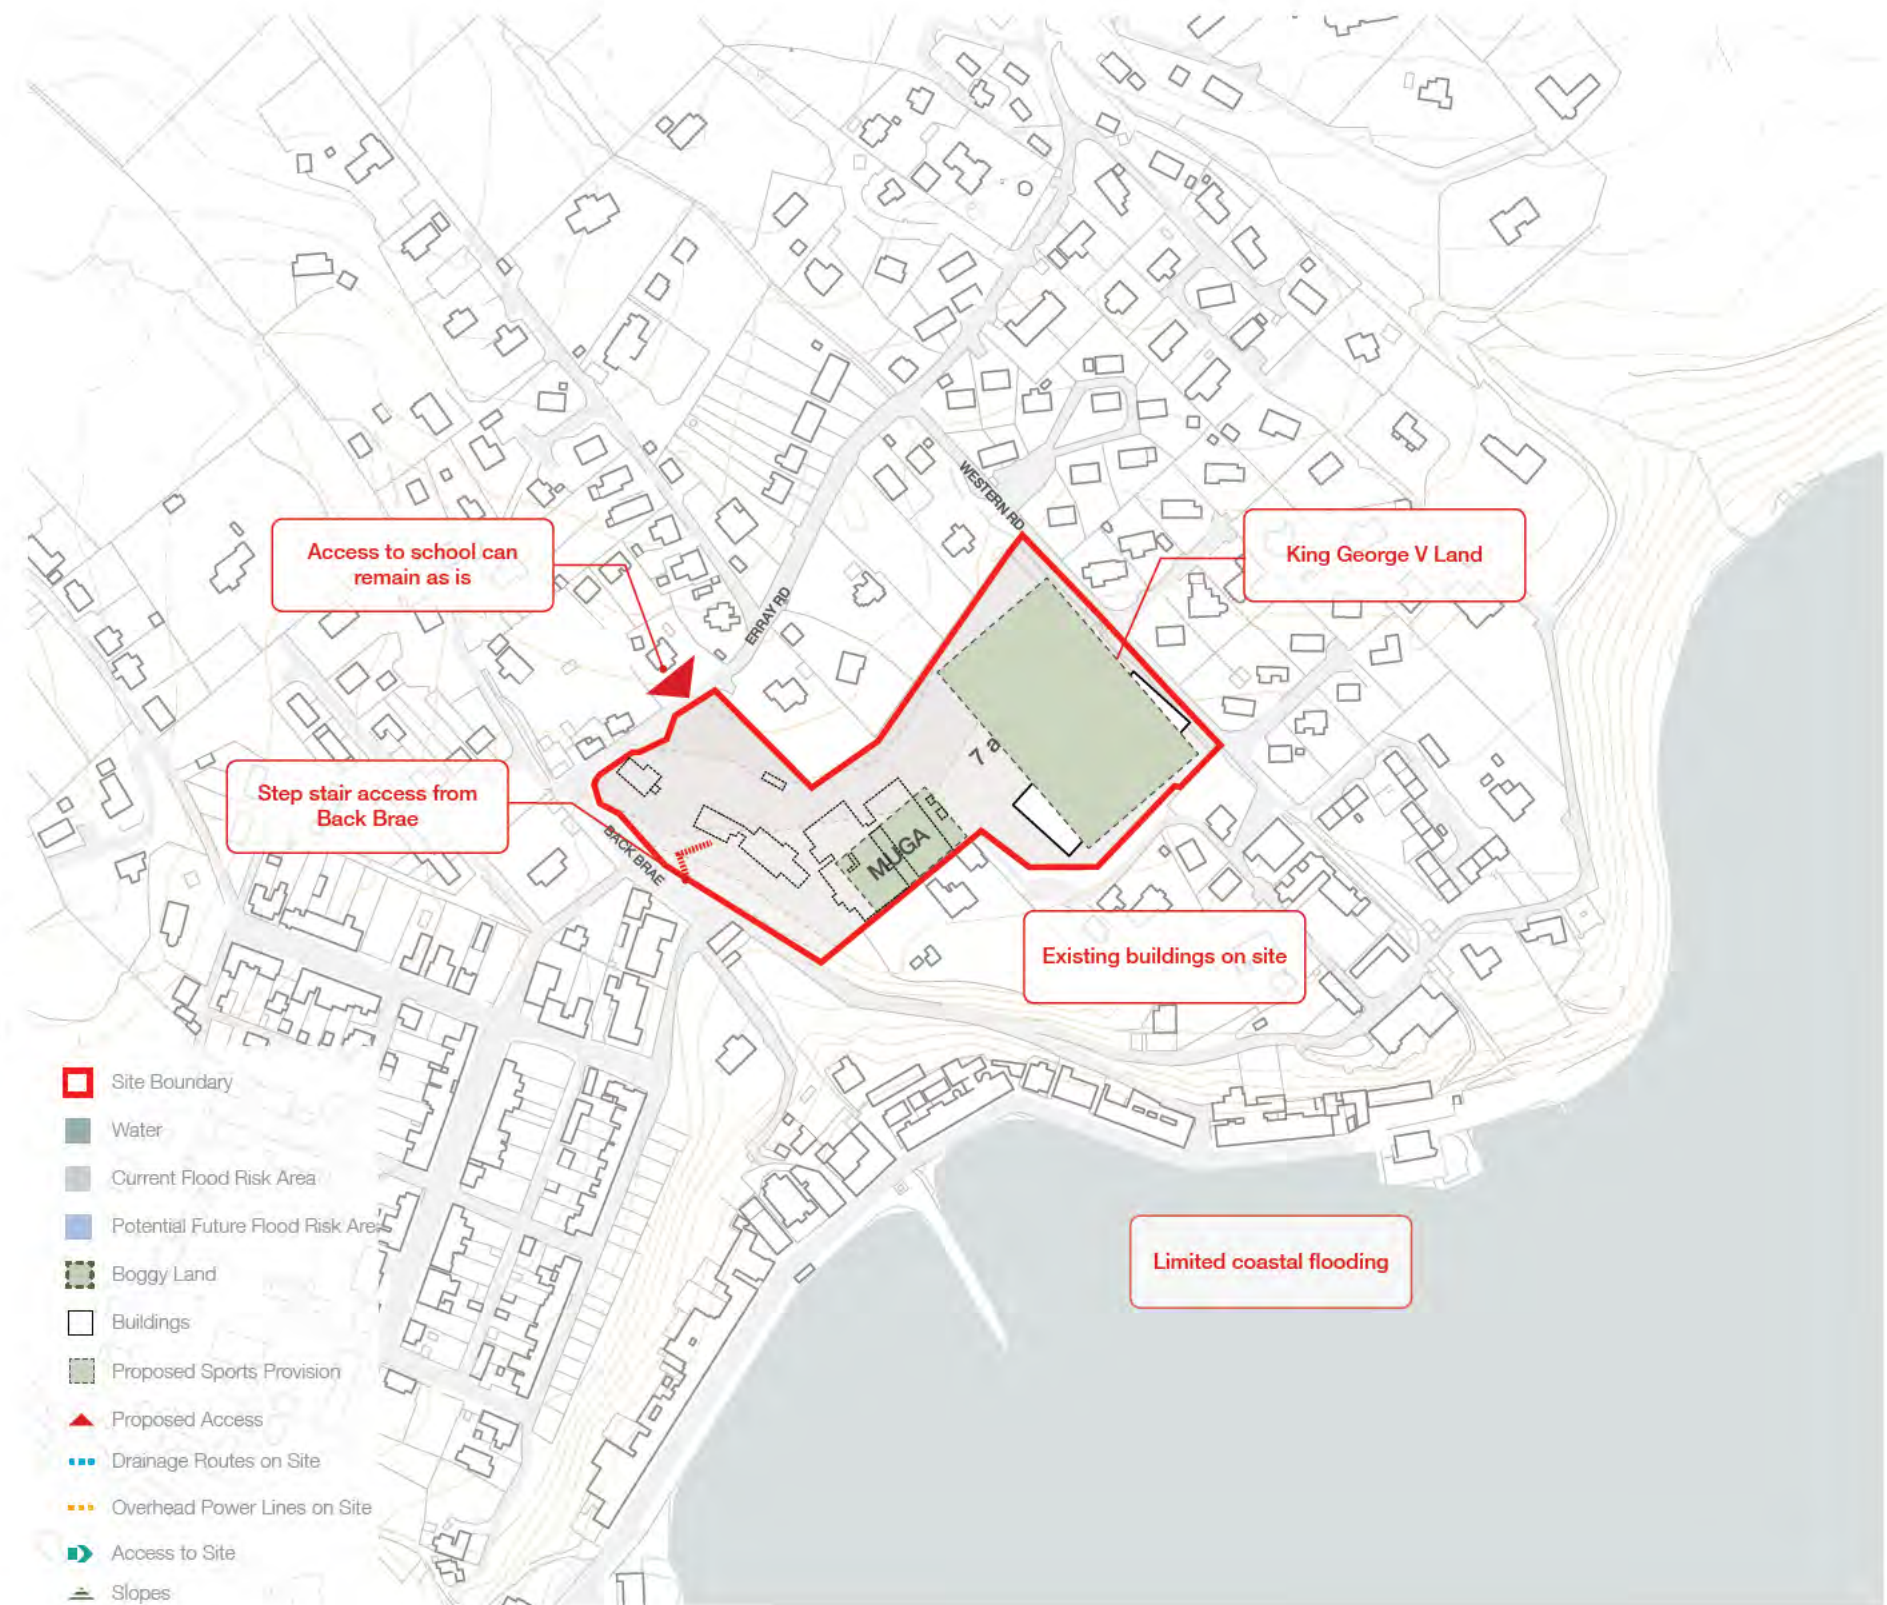 WESTERN RD
Access to school can
remain as is
King George V Land
ERRAY RD
7 a
Step stair access from
Back Brae
BACK BRAE
MUGA
Existing buildings on site
Limited coastal flooding
Site Boundary
Water
Current Flood Risk Area
Potential Future Flood Risk Area
Boggy Land
Buildings
Proposed Sports Provision
Proposed Access
Drainage Routes on Site
Overhead Power Lines on Site
Access to Site
Slopes